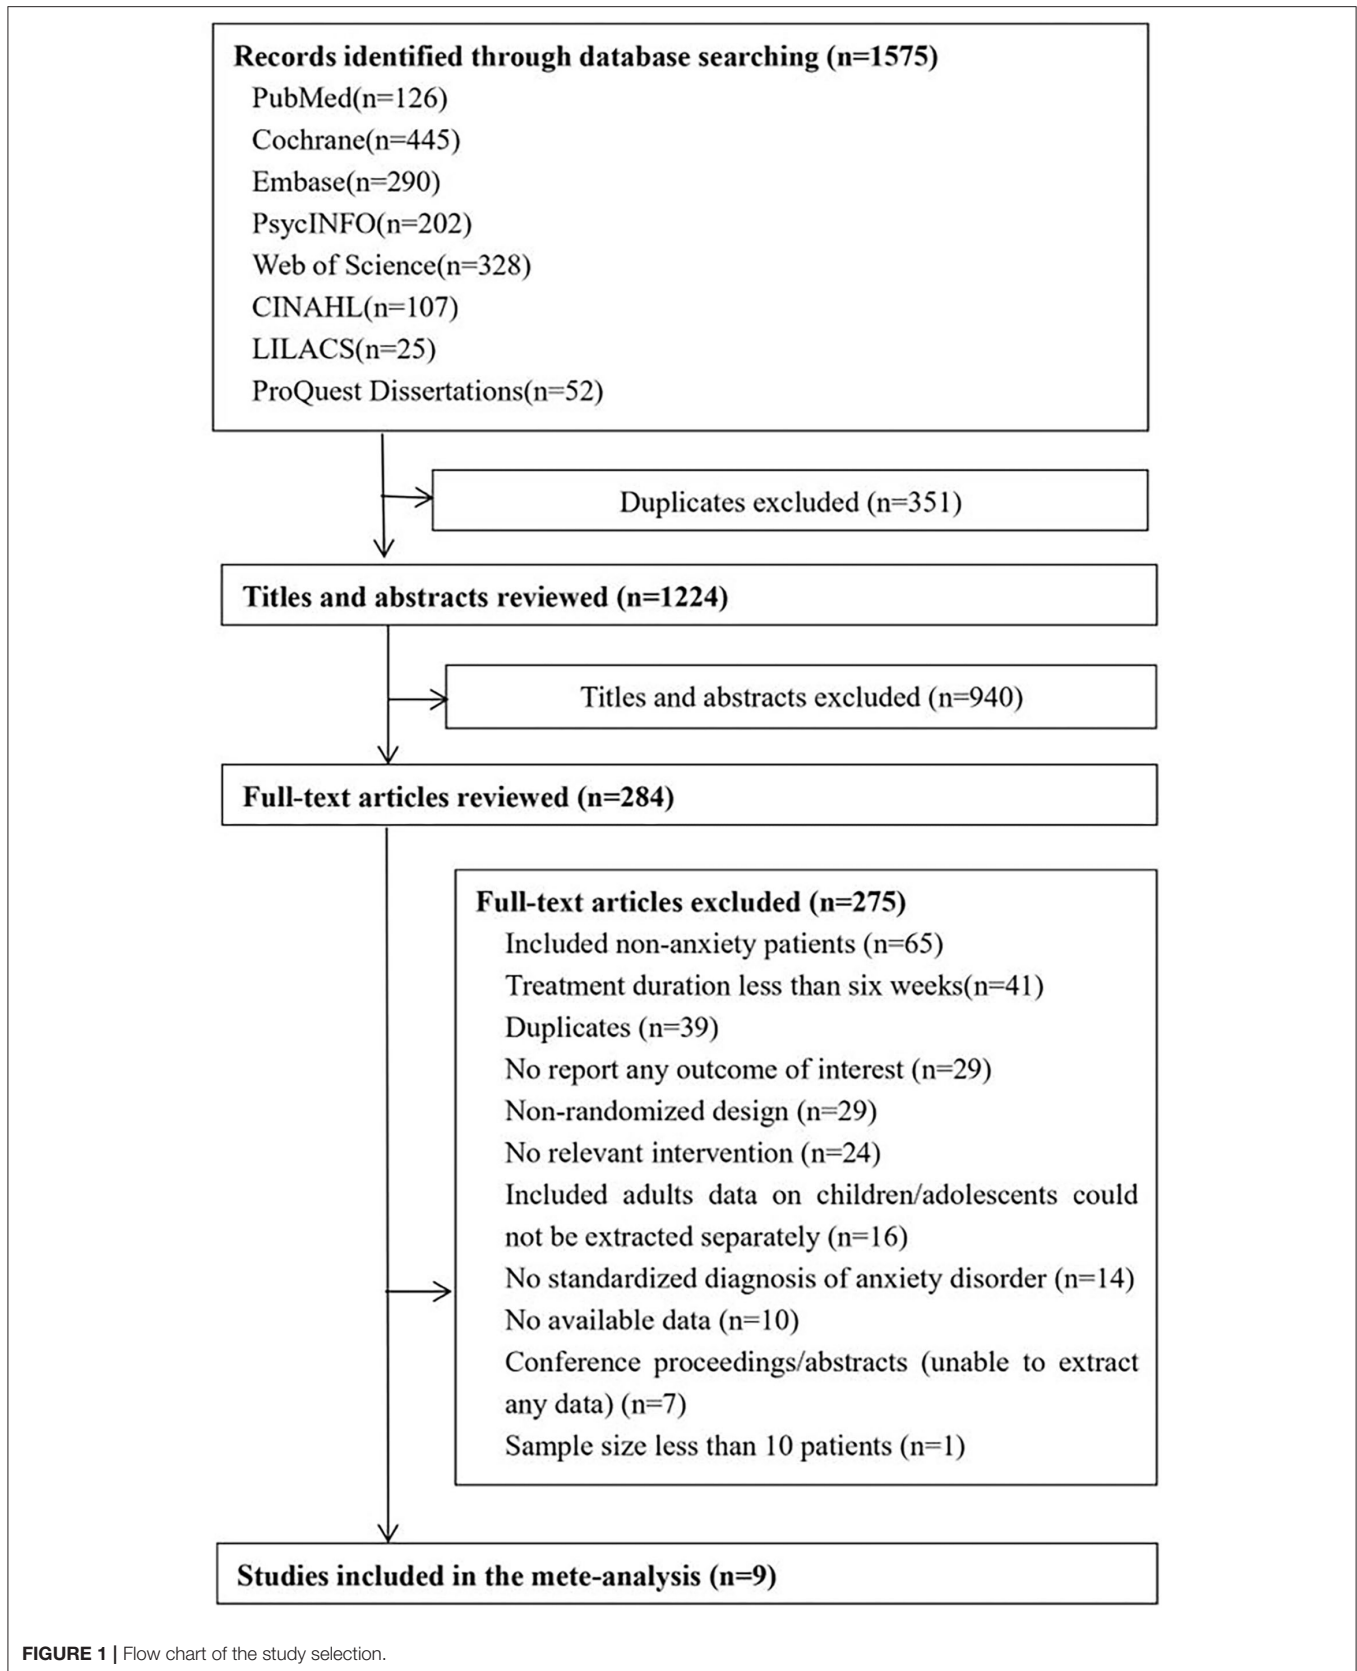 Records identified through database searching (n=1575)
PubMed(n=126)
Cochrane(n=445)
Embase(n=290)
PsycINFO(n=202)
Web of Science(n=328)
CINAHL(n=107)
LILACS(n=25)
ProQuest Dissertations(n=52)
Duplicates excluded (n=351)
Titles and abstracts reviewed (n=1224)
Titles and abstracts excluded (n=940)
Full-text articles reviewed (n=284)
Full-text articles excluded (n=275)
Included non-anxiety patients (n=65)
Treatment duration less than six weeks(n=41)
Duplicates (n=39)
No report any outcome of interest (n=29)
Non-randomized design (n=29)
No relevant intervention (n=24)
Included adults data on children/adolescents could
not be extracted separately (n=16)
No standardized diagnosis of anxiety disorder (n=14)
No available data (n=10)
Conference proceedings/abstracts (unable to extract
any data) (n=7)
Sample size less than 10 patients (n=1)
Studies included in the mete-analysis (n=9)
FIGURE 1 | Flow chart of the study selection.